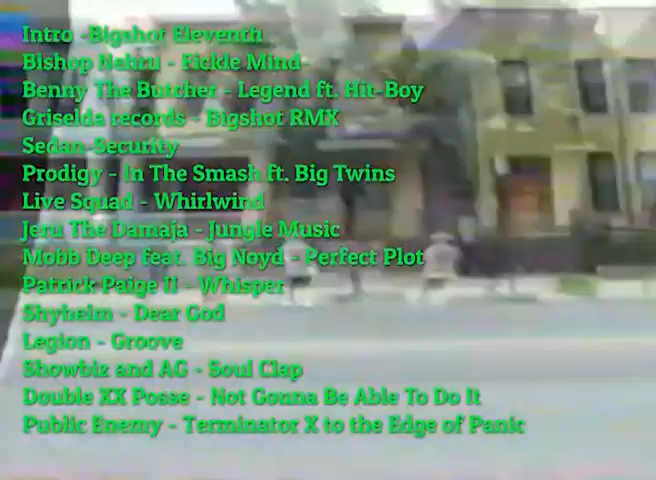 Intro -Bigshot Eleventh
Bishop Nehru - Fickle Mind-
Benny The Butcher - Legend ft. Hit-Boy
Griselda records - Bigshot RMX
Sedan-Security
Prodigy - In The Smash ft. Big Twins
Live Squad - Whirlwind
Jeru The Damaja - Jungle Music
Mobb Deep feat. Big Noyd - Perfect Plot
Patrick Paige II - Whisper
Shyheim - Dear God
Legion - Groove
Showbiz and AG - Soul Clap
Double XX Posse - Not Gonna Be Able To Do It
Public Enemy - Terminator X to the Edge of Panic